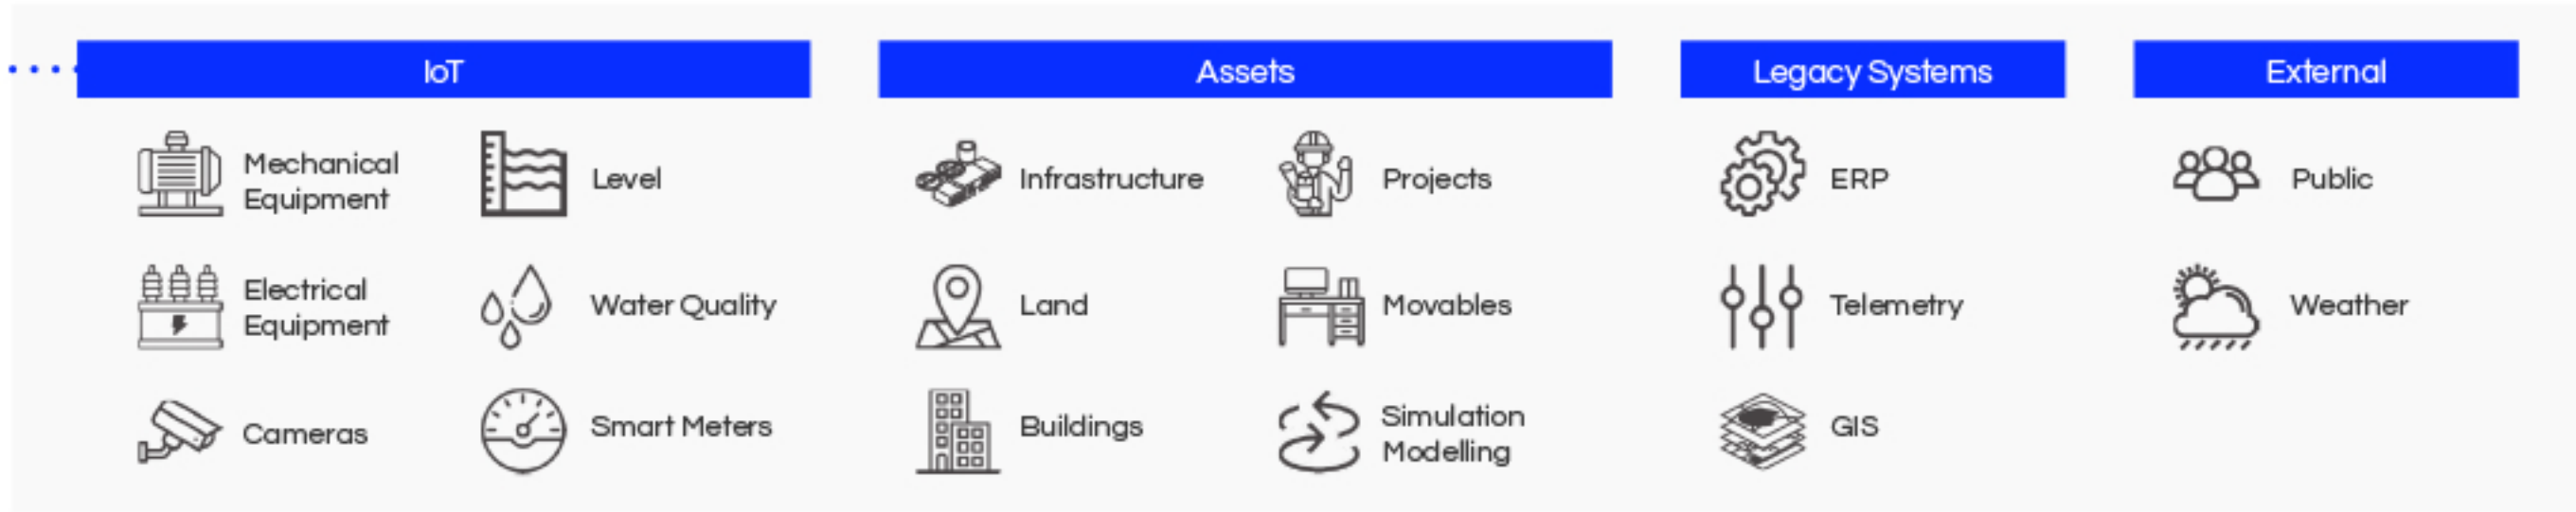 IoT
Mechanical
Equipment
Level
Electrical
Equipment
Water Quality
Cameras
Smart Meters
Assets
Infrastructure
Projects
Land
Movables
Buildings
Simulation
Modelling
Legacy Systems
ERP
Telemetry
GIS
External
Public
Weather